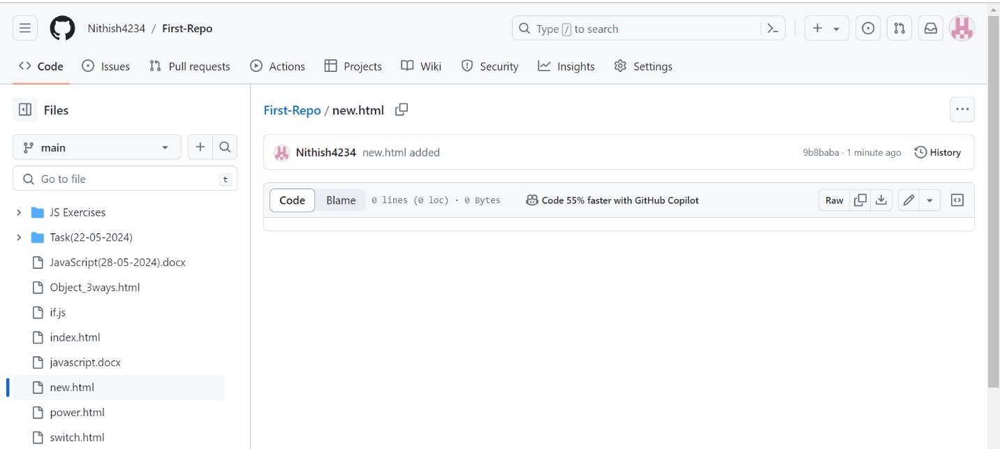 Nithish4234 / First-Repo
Type / to search
Code Issues Pull requests Actions Projects Wiki Security Insights Settings
Files
main
Go to file t
JS Exercises
Task(22-05-2024)
JavaScript(28-05-2024).docx
Object_3ways.html
if.js
index.html
javascript.docx
new.html
power.html
switch.html
First-Repo / new.html
Nithish4234 new.html added 9b8baba · 1 minute ago History
Code Blame 0 lines (0 loc) · 0 Bytes Code 55% faster with GitHub Copilot Raw